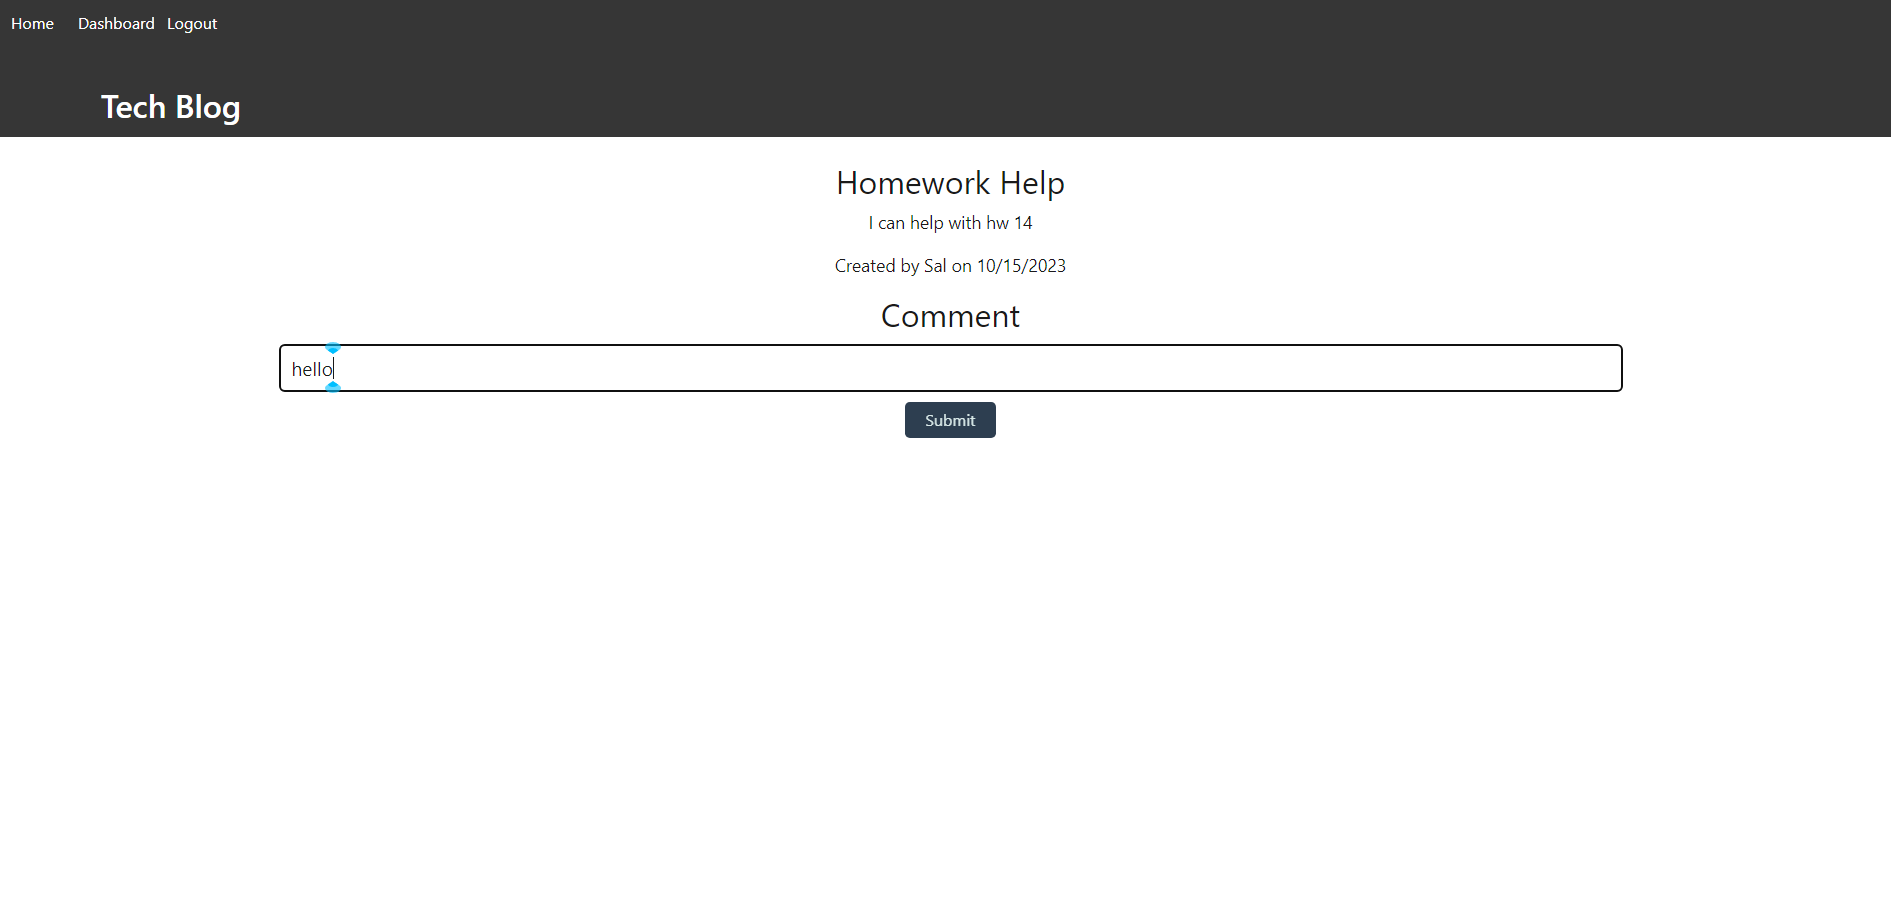 Home Dashboard Logout
Tech Blog
Homework Help
I can help with hw 14
Created by Sal on 10/15/2023
Comment
hello
Submit